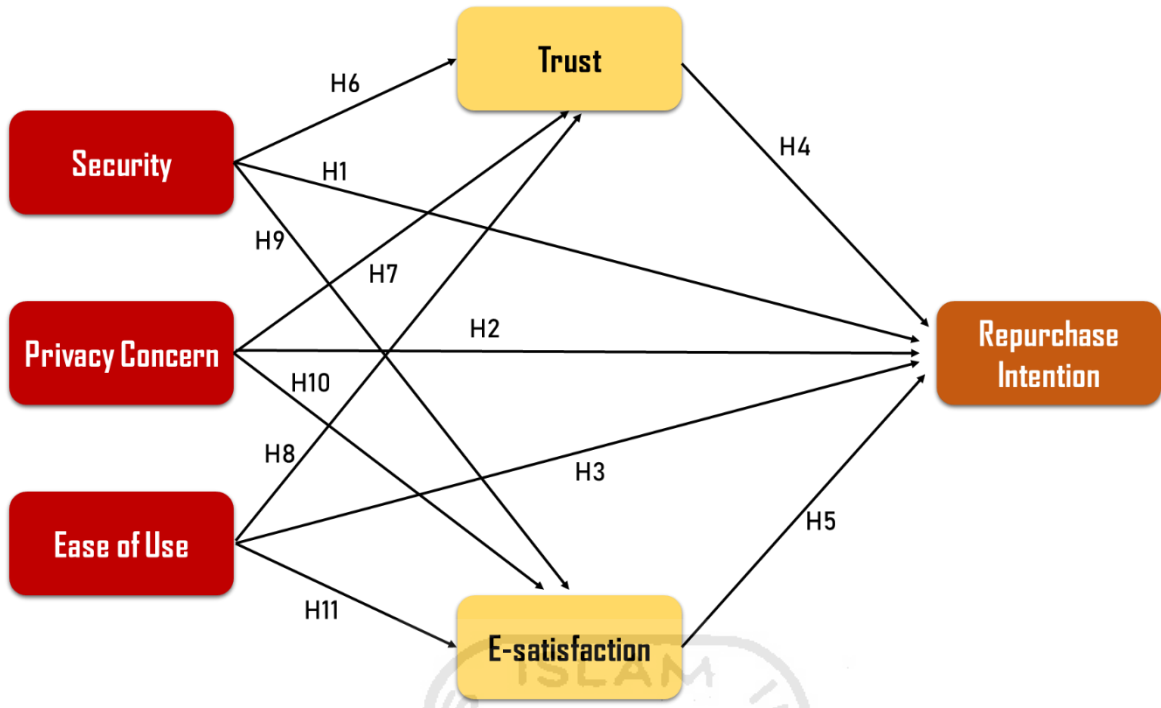 Trust
H6
H4
Security
H1
H9
H7
H2
Privacy Concern
Repurchase
Intention
H10
H8
H3
H5
Ease of Use
H11
E-satisfaction
ISLAM